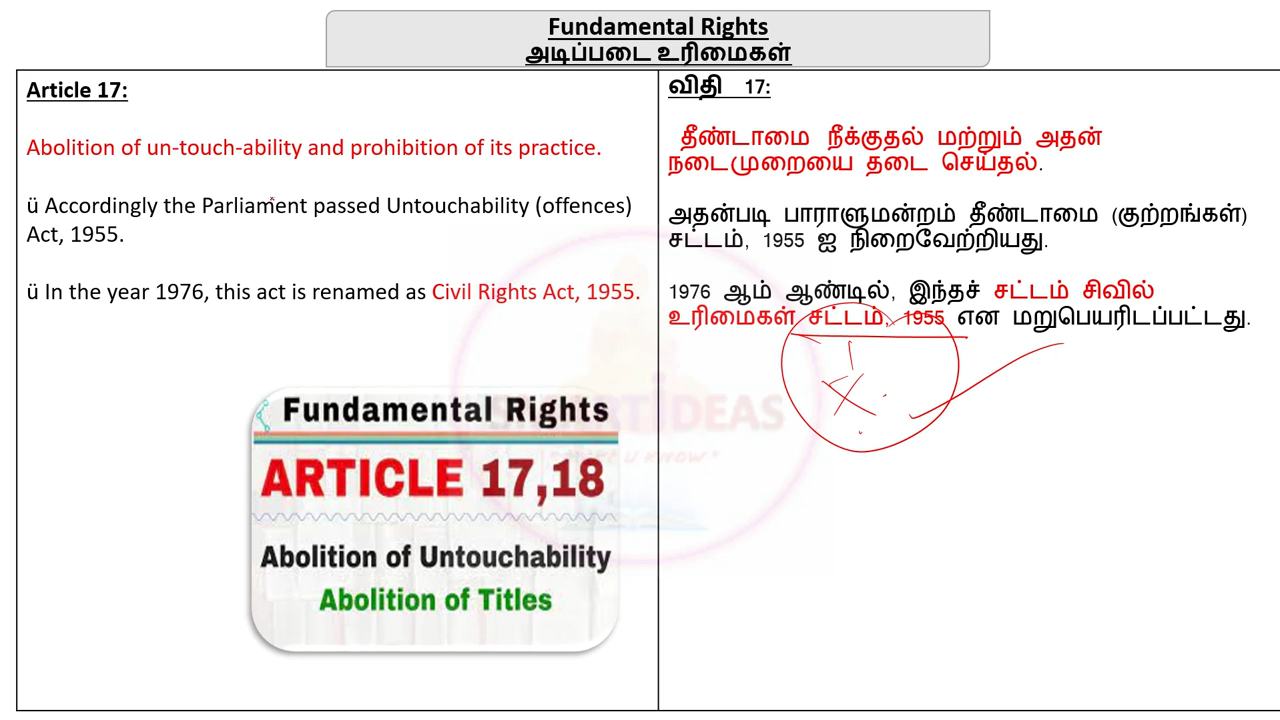 Fundamental Rights
அடிப்படை உரிமைகள்
Article 17:
Abolition of un-touch-ability and prohibition of its practice.
ü Accordingly the Parliament passed Untouchability (offences)
Act, 1955.
ü In the year 1976, this act is renamed as Civil Rights Act, 1955.
Fundamental Rights
ARTICLE 17,18
Abolition of Untouchability
Abolition of Titles
விதி 17:
தீண்டாமை நீக்குதல் மற்றும் அதன்
நடைமுறையை தடை செய்தல்.
அதன்படி பாராளுமன்றம் தீண்டாமை (குற்றங்கள்)
சட்டம், 1955 ஐ நிறைவேற்றியது.
1976 ஆம் ஆண்டில், இந்தச் சட்டம் சிவில்
உரிமைகள் சட்டம், 1955 என மறுபெயரிடப்பட்டது.
IDEAS
U KNOW"